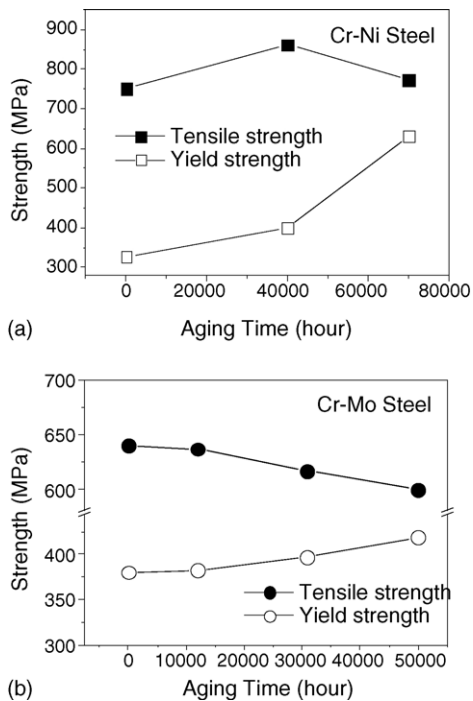 900
Cr-Ni Steel
800
700
Tensile strength
600
Yield strength
500
400
300
Strength (MPa)
0 20000 40000 60000 80000
(a)
Aging Time (hour)
700
Cr-Mo Steel
650
600
400
350
300
Strength (MPa)
Tensile strength
Yield strength
0 10000 20000 30000 40000 50000
(b)
Aging Time (hour)